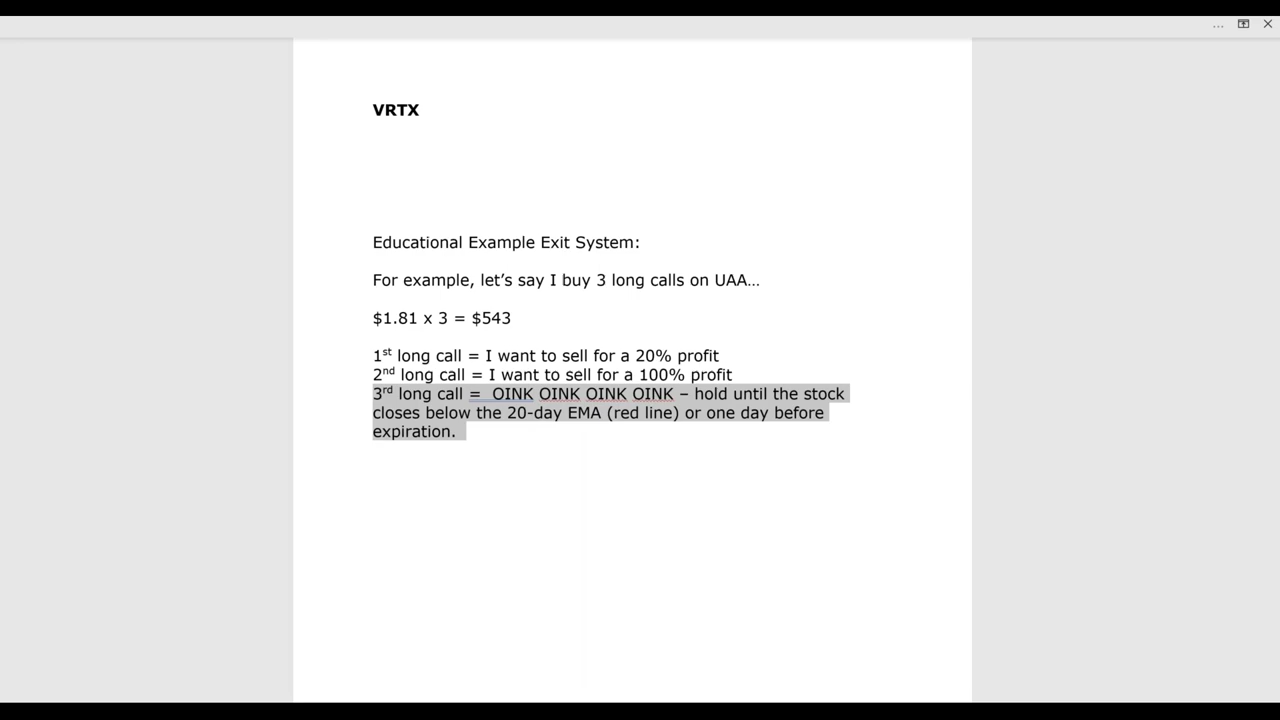 VRTX
Educational Example Exit System:
For example, let’s say I buy 3 long calls on UAA…
$1.81 x 3 = $543
1st long call = I want to sell for a 20% profit
2nd long call = I want to sell for a 100% profit
3rd long call =  OINK OINK OINK OINK – hold until the stock
closes below the 20-day EMA (red line) or one day before
expiration.